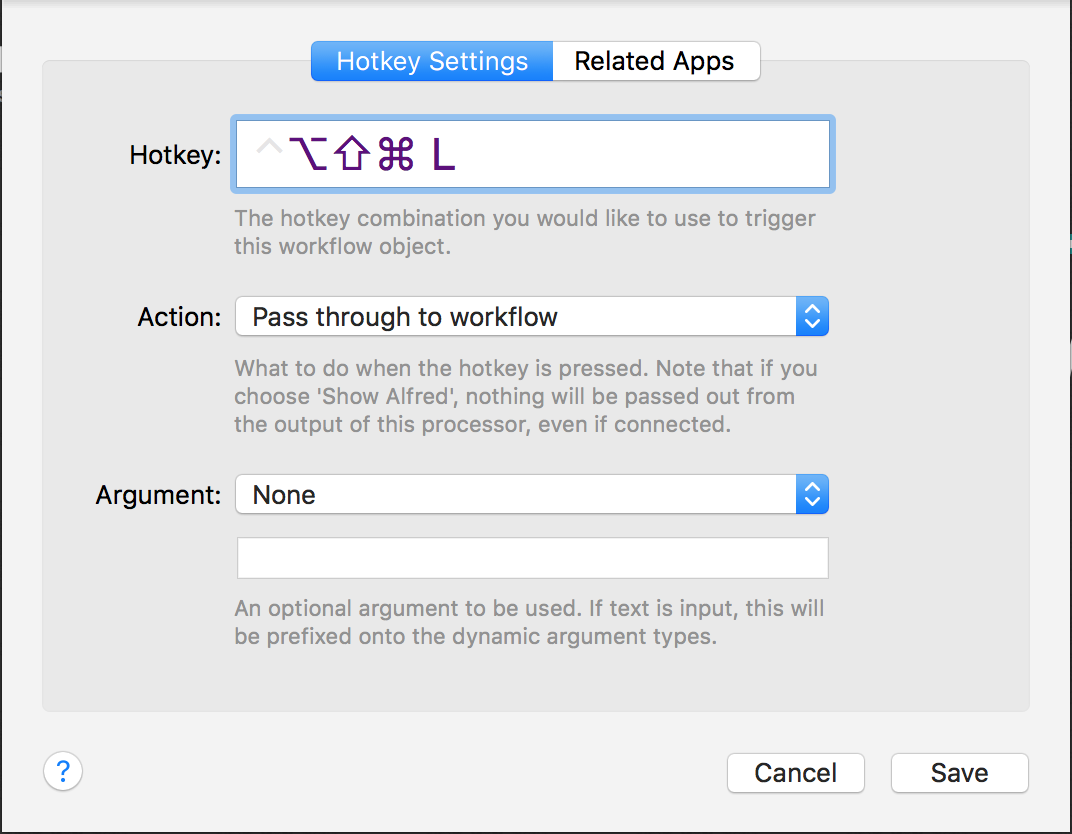 Hotkey Settings Related Apps
Hotkey: ^⌥⇧⌘ L
The hotkey combination you would like to use to trigger
this workflow object.
Action: Pass through to workflow
What to do when the hotkey is pressed. Note that if you
choose 'Show Alfred', nothing will be passed out from
the output of this processor, even if connected.
Argument: None
An optional argument to be used. If text is input, this will
be prefixed onto the dynamic argument types.
? Cancel Save